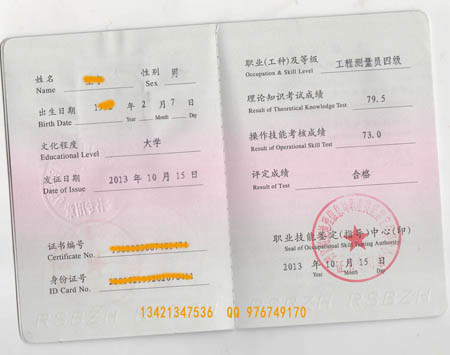 姓名 性别 男
Name Sex
出生日期 19 年 2 月 7 日
Birth Date Year Month Day
文化程度 大学
Educational Level
发证日期 2013 年 10 月 15 日
Date of Issue
证书编号
Certificate No.
身份证号
ID Card No.
职业(工种)及等级 工程测量员四级
Occupation & Skill Level
理论知识考试成绩 79.5
Result of Theoretical Knowledge Test
操作技能考核成绩 73.0
Result of Operational Skill Test
评定成绩 合格
Result of Test
职业技能鉴定(指导)中心(印)
Seal of Occupational Skill Testing Authority
2013 年 10 月 15 日
Year Month Day
RSBZH RSBZH
13421347536 QQ 976749170